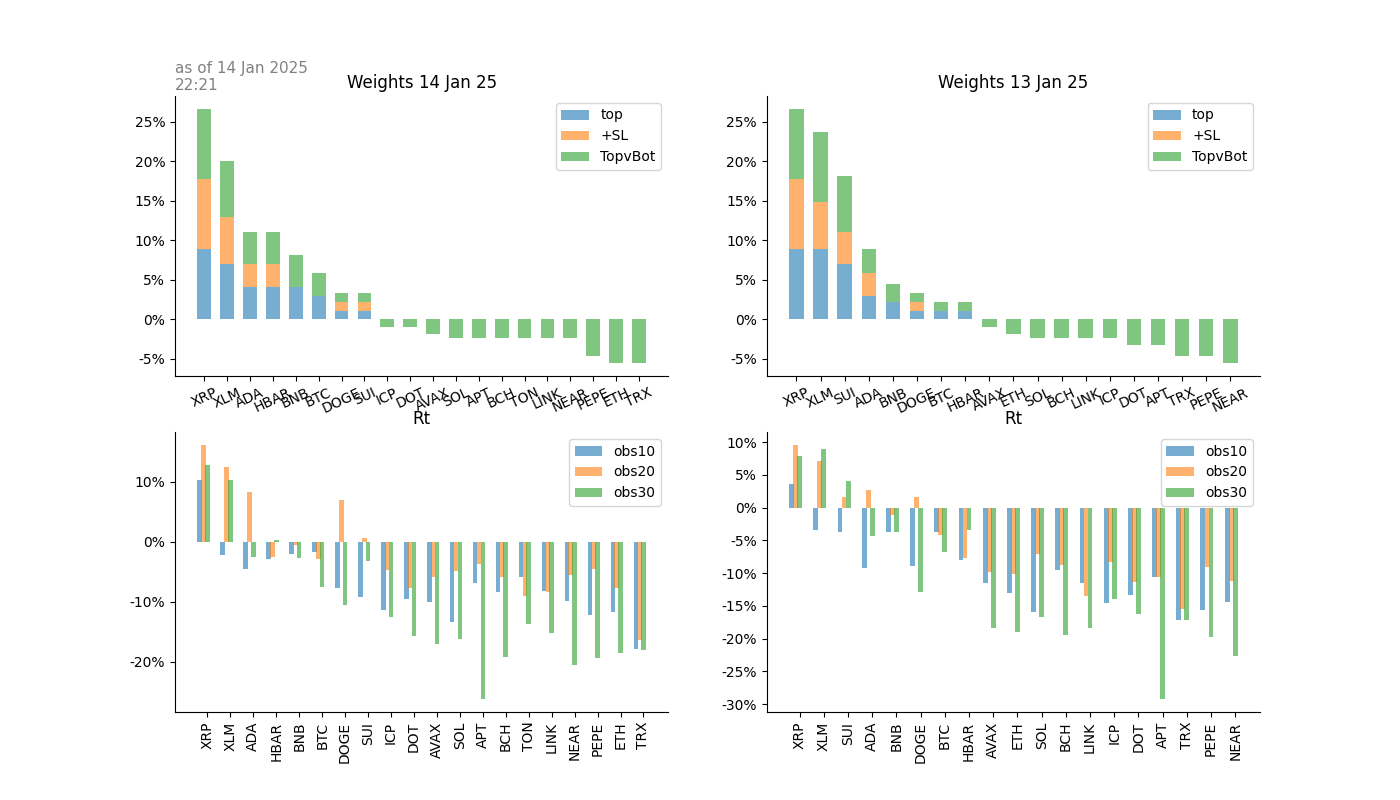 as of 14 Jan 2025
22:21
Weights 14 Jan 25
25%
20%
15%
10%
5%
0%
-5%
top
+SL
TopvBot
XRP XLM ADA HBAR BNB BTC DOGE SUI ICP DOT AVAX SOL APT BCH TON LINK NEAR PEPE ETH TRX
Weights 13 Jan 25
25%
20%
15%
10%
5%
0%
-5%
top
+SL
TopvBot
XRP XLM SUI ADA BNB DOGE BTC HBAR AVAX ETH SOL BCH LINK ICP DOT APT TRX PEPE NEAR
Rt
10%
0%
-10%
-20%
obs10
obs20
obs30
XRP XLM ADA HBAR BNB BTC DOGE SUI ICP DOT AVAX SOL APT BCH TON LINK NEAR PEPE ETH TRX
Rt
10%
5%
0%
-5%
-10%
-15%
-20%
-25%
-30%
obs10
obs20
obs30
XRP XLM SUI ADA BNB DOGE BTC HBAR AVAX ETH SOL BCH LINK ICP DOT APT TRX PEPE NEAR